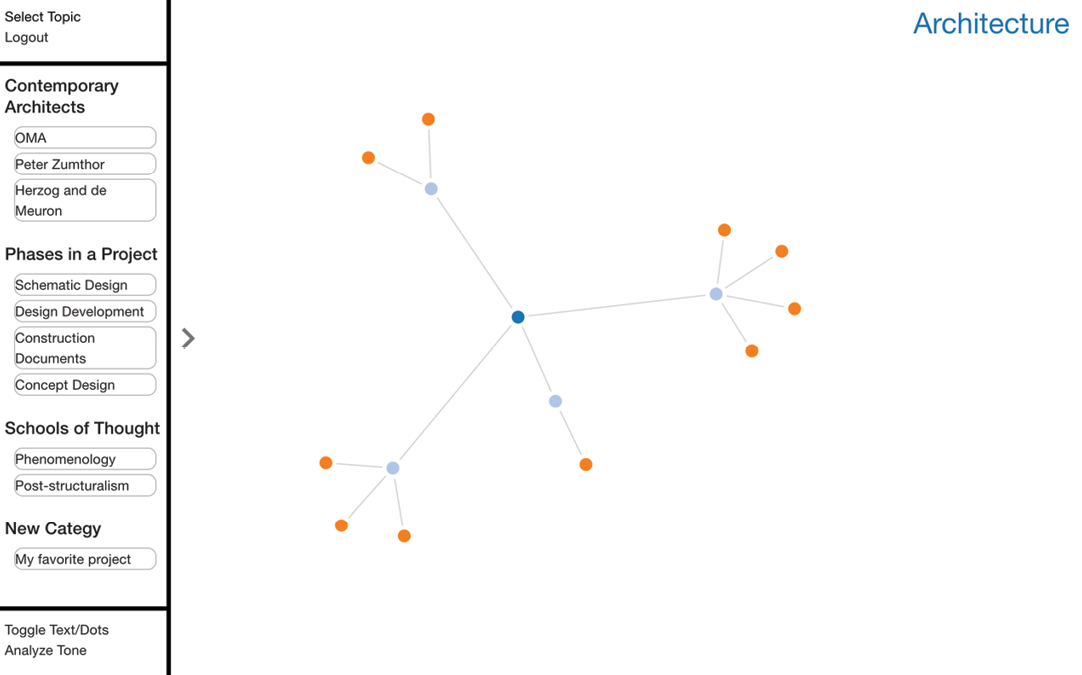 Select Topic
Logout
Architecture
Contemporary
Architects
OMA
Peter Zumthor
Herzog and de
Meuron
Phases in a Project
Schematic Design
Design Development
Construction
Documents
Concept Design
Schools of Thought
Phenomenology
Post-structuralism
New Categy
My favorite project
Toggle Text/Dots
Analyze Tone